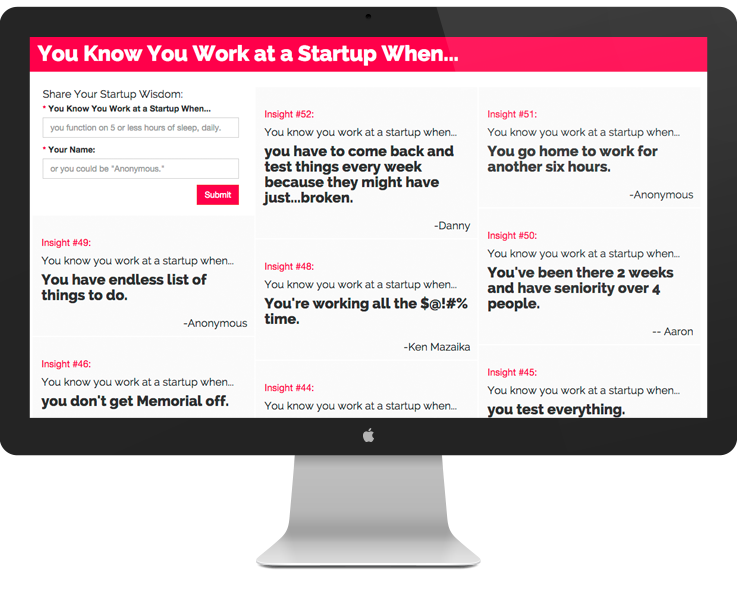 You Know You Work at a Startup When...
Share Your Startup Wisdom:
* You Know You Work at a Startup When...
you function on 5 or less hours of sleep, daily.
* Your Name:
or you could be "Anonymous."
Submit
Insight #52:
You know you work at a startup when...
you have to come back and
test things every week
because they might have
just...broken.
-Danny
Insight #51:
You know you work at a startup when...
You go home to work for
another six hours.
-Anonymous
Insight #50:
You know you work at a startup when...
You've been there 2 weeks
and have seniority over 4
people.
-- Aaron
Insight #49:
You know you work at a startup when...
You have endless list of
things to do.
-Anonymous
Insight #48:
You know you work at a startup when...
You're working all the $@!#%
time.
-Ken Mazaika
Insight #46:
You know you work at a startup when...
you don't get Memorial off.
Insight #44:
You know you work at a startup when...
Insight #45:
You know you work at a startup when...
you test everything.